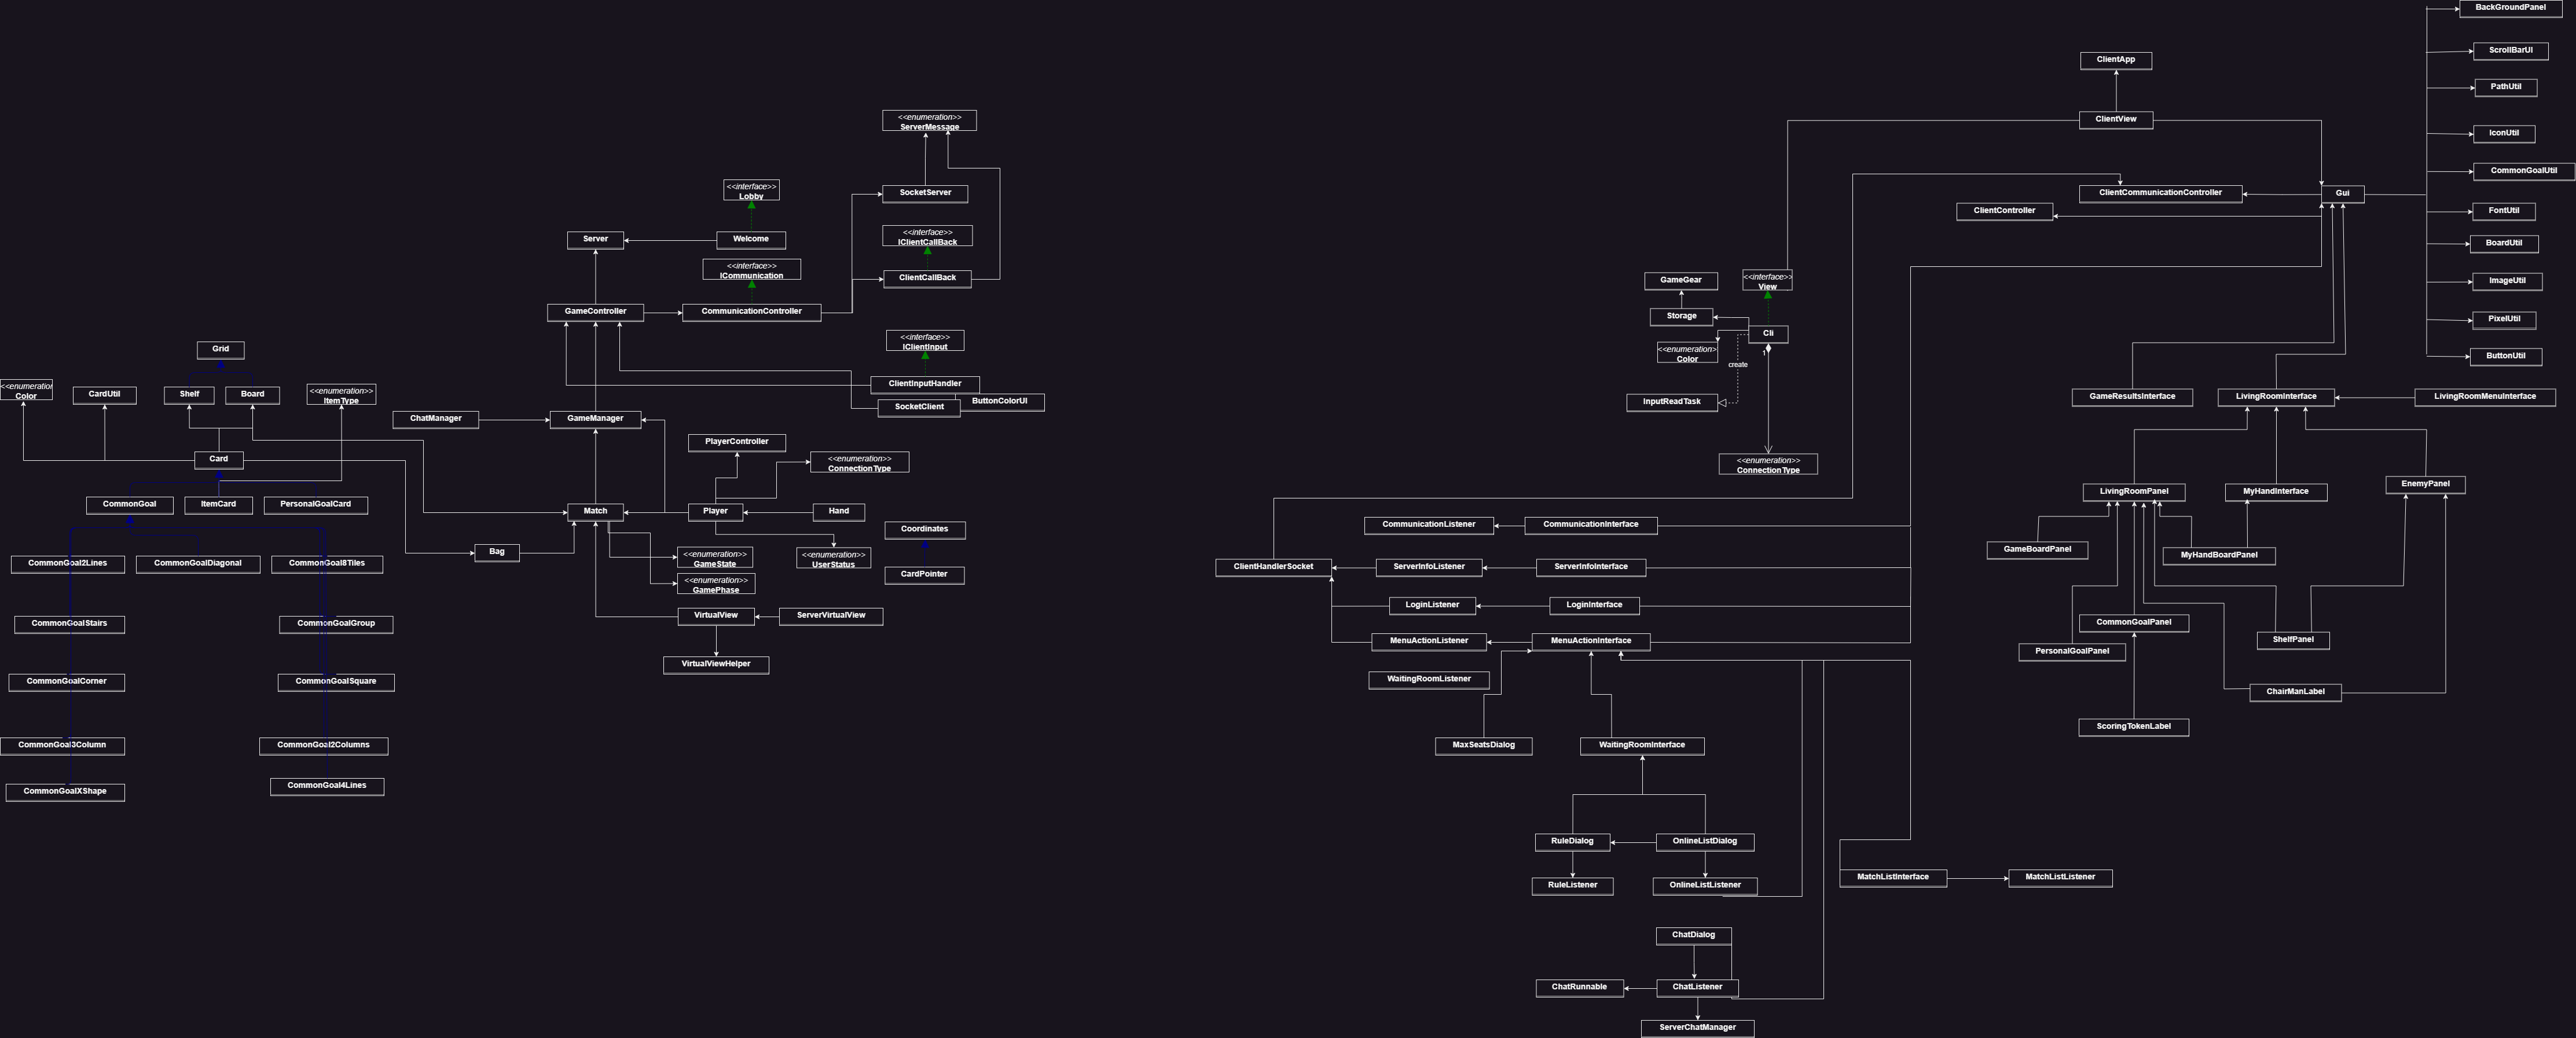 BackGroundPanel
ScrollBarUI
ClientApp
PathUtil
<<enumeration>>
ServerMessage
ClientView
IconUtil
CommonGoalUtil
<<interface>>
Lobby
SocketServer
ClientCommunicationController
Gui
ClientController
FontUtil
Server
Welcome
<<interface>>
IClientCallBack
BoardUtil
<<interface>>
ICommunication
ClientCallBack
GameGear
<<interface>>
View
ImageUtil
GameController
CommunicationController
Storage
PixelUtil
Cli
1
<<interface>>
IClientInput
Grid
<<enumeration>
Color
ButtonUtil
create
<<enumeration
Color
CardUtil
Shelf
Board
<<enumeration>>
ItemType
ClientInputHandler
ButtonColorUI
SocketClient
InputReadTask
GameResultsInterface
LivingRoomInterface
LivingRoomMenuInterface
ChatManager
GameManager
PlayerController
Card
<<enumeration>>
ConnectionType
<<enumeration>>
ConnectionType
CommonGoal
ItemCard
PersonalGoalCard
LivingRoomPanel
MyHandInterface
EnemyPanel
Match
Player
Hand
Coordinates
CommunicationListener
CommunicationInterface
Bag
<<enumeration>>
GameState
<<enumeration>>
UserStatus
GameBoardPanel
MyHandBoardPanel
CommonGoal2Lines
CommonGoalDiagonal
CommonGoal8Tiles
CardPointer
ClientHandlerSocket
ServerInfoListener
ServerInfoInterface
<<enumeration>>
GamePhase
LoginListener
LoginInterface
VirtualView
ServerVirtualView
CommonGoalStairs
CommonGoalGroup
CommonGoalPanel
MenuActionListener
MenuActionInterface
ShelfPanel
PersonalGoalPanel
VirtualViewHelper
CommonGoalCorner
CommonGoalSquare
WaitingRoomListener
ChairManLabel
ScoringTokenLabel
CommonGoal3Column
CommonGoal2Columns
MaxSeatsDialog
WaitingRoomInterface
CommonGoalXShape
CommonGoal4Lines
RuleDialog
OnlineListDialog
RuleListener
OnlineListListener
MatchListInterface
MatchListListener
ChatDialog
ChatRunnable
ChatListener
ServerChatManager